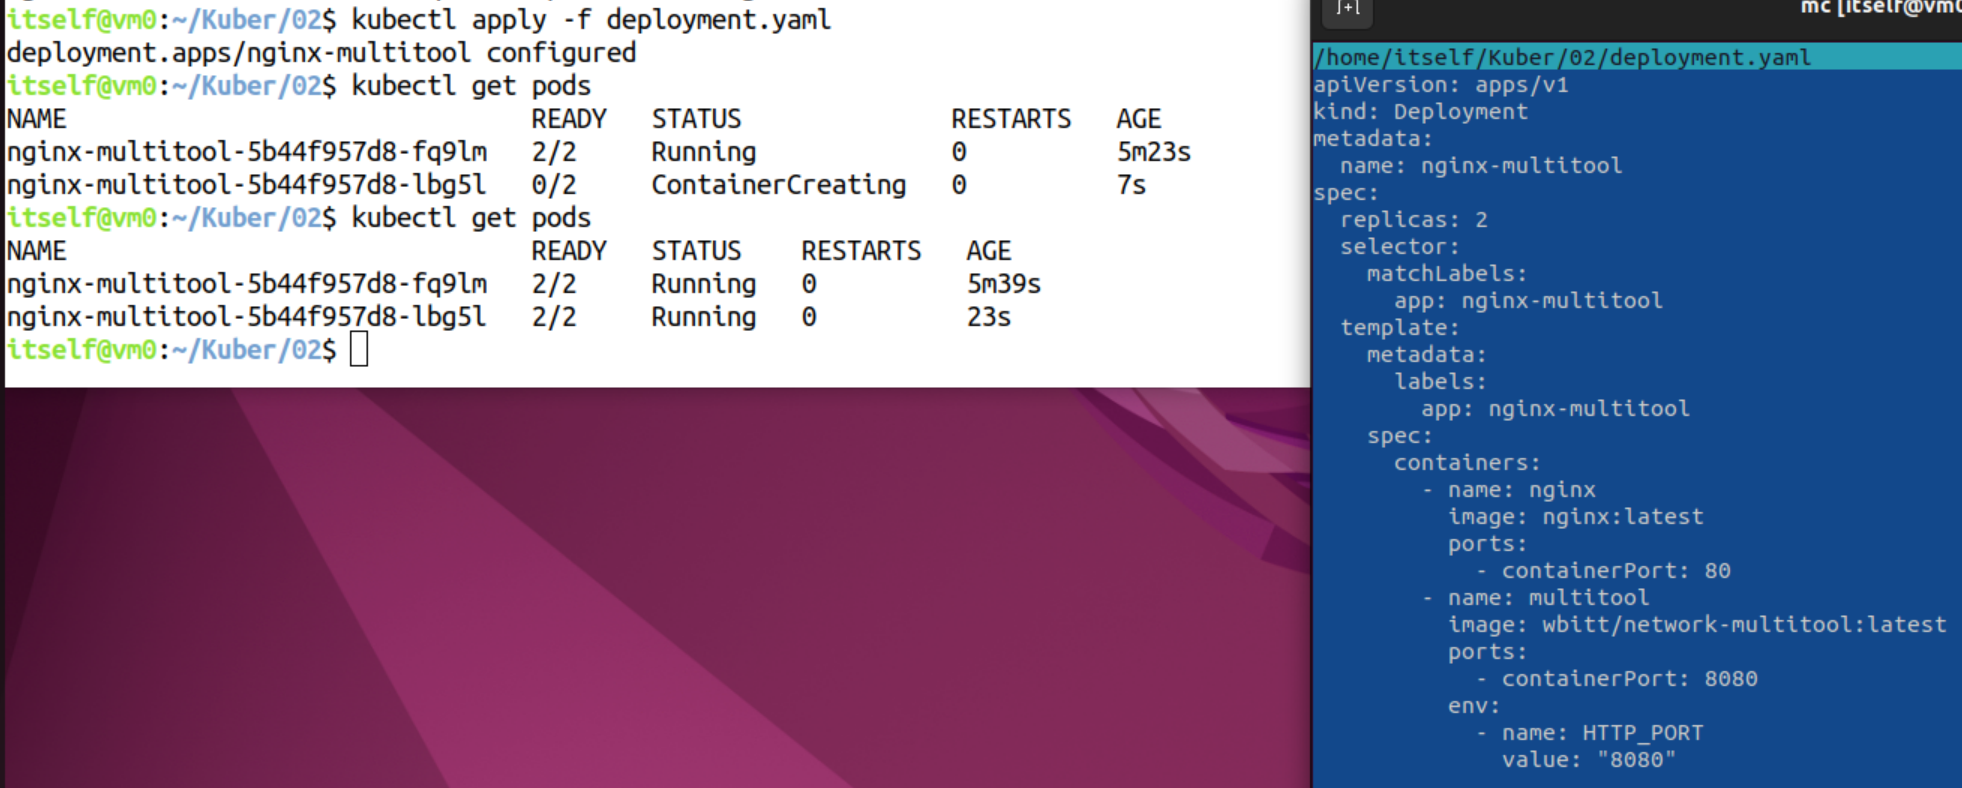 itself@vm0:~/Kuber/02$ kubectl apply -f deployment.yaml
deployment.apps/nginx-multitool configured
itself@vm0:~/Kuber/02$ kubectl get pods
NAME                               READY   STATUS              RESTARTS   AGE
nginx-multitool-5b44f957d8-fq9lm   2/2     Running             0          5m23s
nginx-multitool-5b44f957d8-lbg5l   0/2     ContainerCreating   0          7s
itself@vm0:~/Kuber/02$ kubectl get pods
NAME                               READY   STATUS    RESTARTS   AGE
nginx-multitool-5b44f957d8-fq9lm   2/2     Running   0          5m39s
nginx-multitool-5b44f957d8-lbg5l   2/2     Running   0          23s
itself@vm0:~/Kuber/02$
mc [itself@vm0
/home/itself/Kuber/02/deployment.yaml
apiVersion: apps/v1
kind: Deployment
metadata:
  name: nginx-multitool
spec:
  replicas: 2
  selector:
    matchLabels:
      app: nginx-multitool
  template:
    metadata:
      labels:
        app: nginx-multitool
    spec:
      containers:
        - name: nginx
          image: nginx:latest
          ports:
            - containerPort: 80
        - name: multitool
          image: wbitt/network-multitool:latest
          ports:
            - containerPort: 8080
          env:
            - name: HTTP_PORT
              value: "8080"